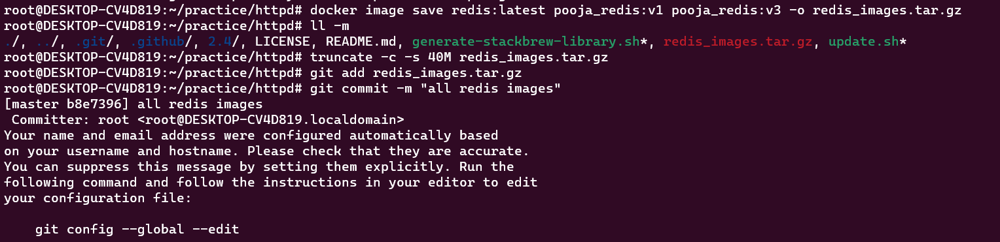 root@DESKTOP-CV4D819:~/practice/httpd# docker image save redis:latest pooja_redis:v1 pooja_redis:v3 -o redis_images.tar.gz
root@DESKTOP-CV4D819:~/practice/httpd# ll -m
./, ../, .git/, .github/, 2.4/, LICENSE, README.md, generate-stackbrew-library.sh*, redis_images.tar.gz, update.sh*
root@DESKTOP-CV4D819:~/practice/httpd# truncate -c -s 40M redis_images.tar.gz
root@DESKTOP-CV4D819:~/practice/httpd# git add redis_images.tar.gz
root@DESKTOP-CV4D819:~/practice/httpd# git commit -m "all redis images"
[master b8e7396] all redis images
 Committer: root <root@DESKTOP-CV4D819.localdomain>
Your name and email address were configured automatically based
on your username and hostname. Please check that they are accurate.
You can suppress this message by setting them explicitly. Run the
following command and follow the instructions in your editor to edit
your configuration file:

    git config --global --edit